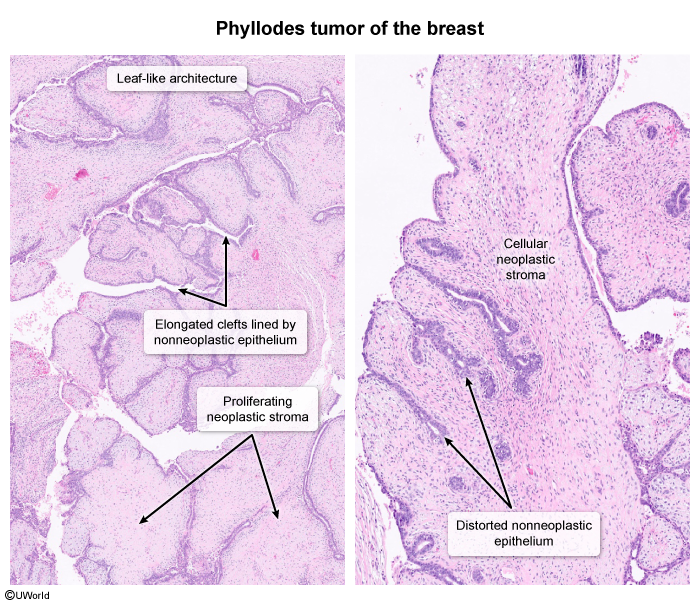 Phyllodes tumor of the breast
Leaf-like architecture
Elongated clefts lined by
nonneoplastic epithelium
Proliferating
neoplastic stroma
Cellular
neoplastic
stroma
Distorted nonneoplastic
epithelium
©UWorld